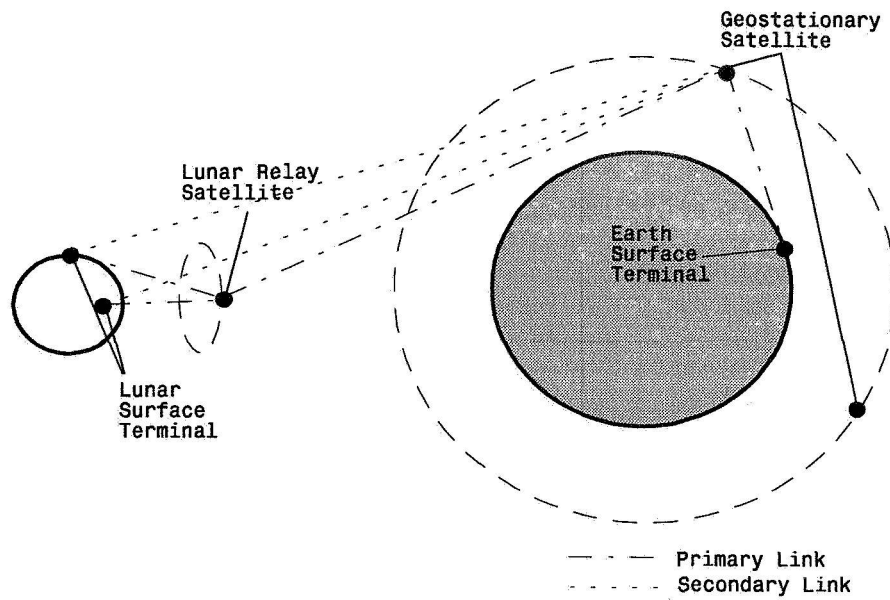 Geostationary
Satellite
Lunar Relay
Satellite
Earth
Surface
Terminal
Lunar
Surface
Terminal
Primary Link
Secondary Link